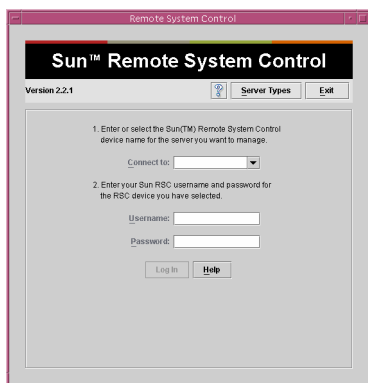 Remote System Control
Sun™ Remote System Control
Version 2.2.1
Server Types
Exit
1. Enter or select the Sun(TM) Remote System Control
device name for the server you want to manage.
Connect to:
2. Enter your Sun RSC username and password for
the RSC device you have selected.
Username:
Password:
Log In
Help